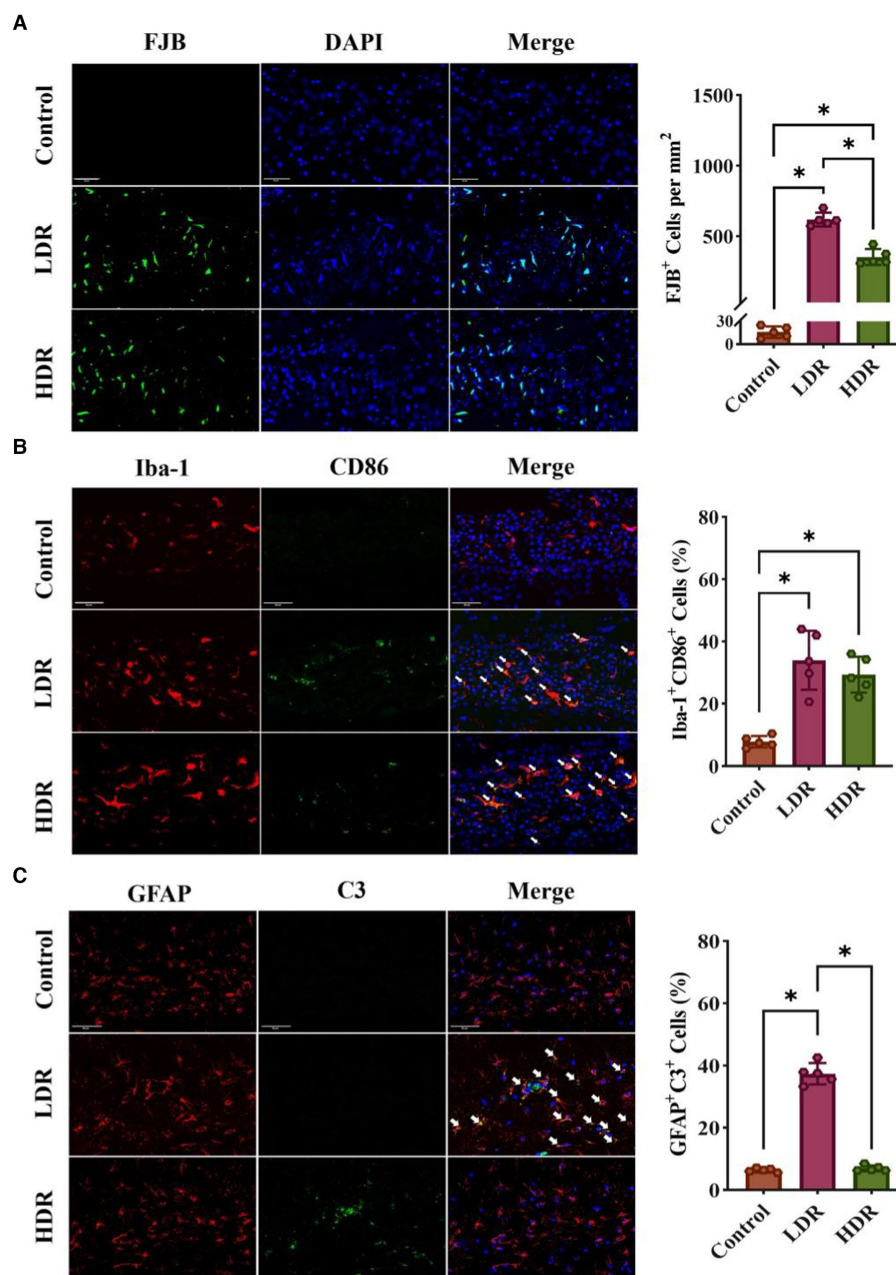 A
FJB DAPI Merge
Control
LDR
HDR
1500
1000
500
30
0
FJB⁺ Cells per mm²
* * *
Control LDR HDR
B
Iba-1 CD86 Merge
Control
LDR
HDR
80
60
40
20
0
Iba-1⁺CD86⁺ Cells (%)
* *
Control LDR HDR
C
GFAP C3 Merge
Control
LDR
HDR
80
60
40
20
0
GFAP⁺C3⁺ Cells (%)
* *
Control LDR HDR